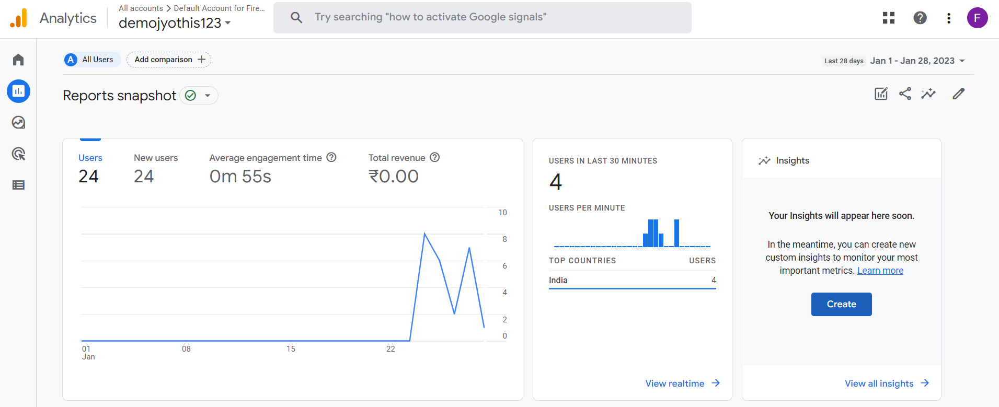 Analytics
All accounts > Default Account for Fire...
demojyothis123
Try searching "how to activate Google signals"
F
A All Users
Add comparison +
Last 28 days Jan 1 - Jan 28, 2023
Reports snapshot
Users
24
New users
24
Average engagement time
0m 55s
Total revenue
₹0.00
10
8
6
4
2
0
01
Jan
08
15
22
USERS IN LAST 30 MINUTES
4
USERS PER MINUTE
TOP COUNTRIES USERS
India 4
View realtime
Insights
Your Insights will appear here soon.
In the meantime, you can create new
custom insights to monitor your most
important metrics. Learn more
Create
View all insights